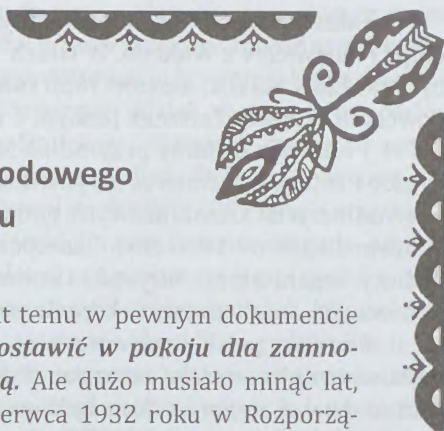 odowego
u
t temu w pewnym dokumencie
ostawić w pokoju dla zamno-
ą. Ale dużo musiało minąć lat,
erwca 1932 roku w Rozporzą-